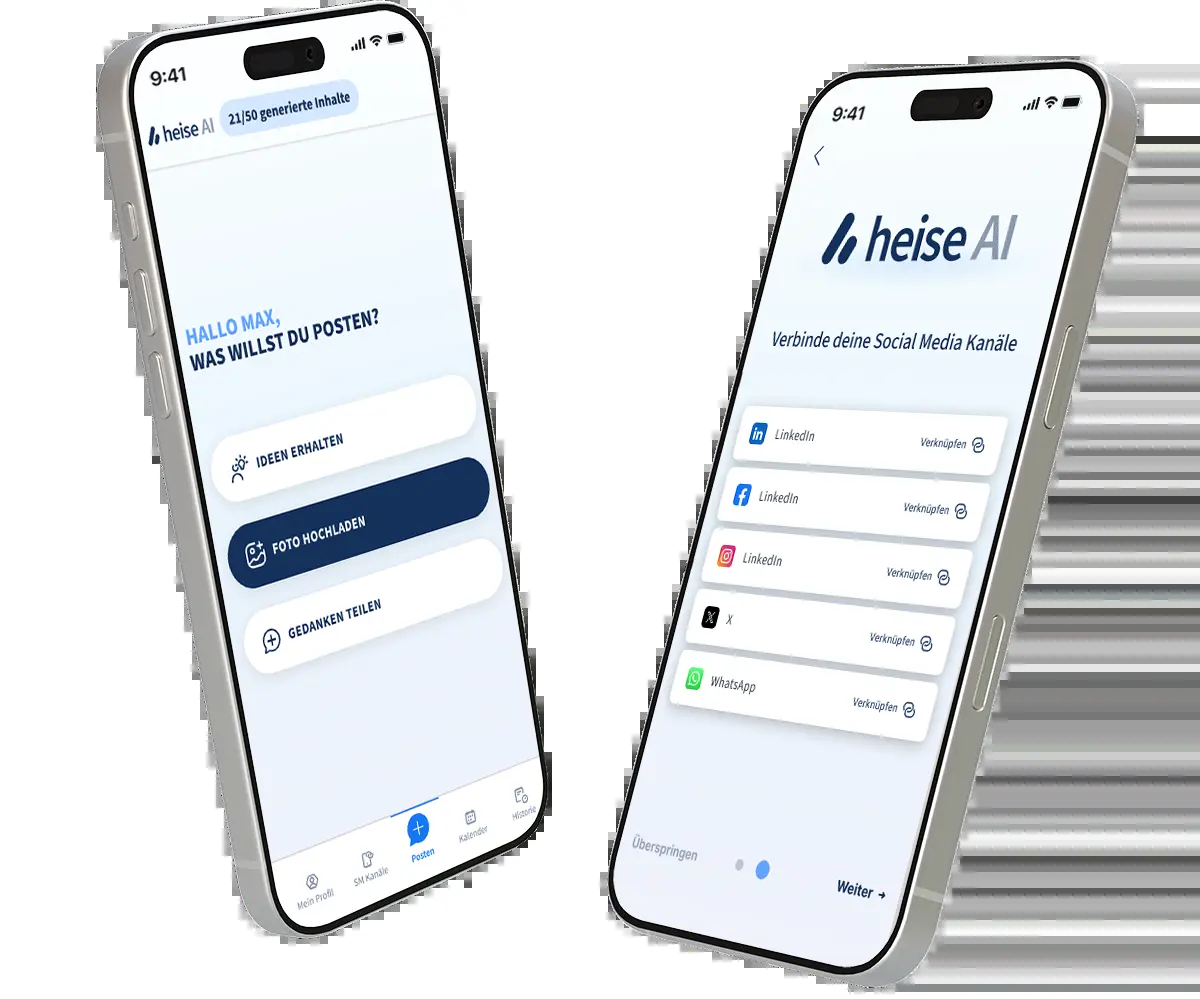 9:41
heise AI
21/50 generierte Inhalte
HALLO MAX,
WAS WILLST DU POSTEN?
IDEEN ERHALTEN
FOTO HOCHLADEN
GEDANKEN TEILEN
Mein Profil
SM Kanäle
Posten
Kalender
Historie
9:41
heise AI
Verbinde deine Social Media Kanäle
LinkedIn Verknüpfen
LinkedIn Verknüpfen
LinkedIn Verknüpfen
X Verknüpfen
WhatsApp Verknüpfen
Überspringen
Weiter →